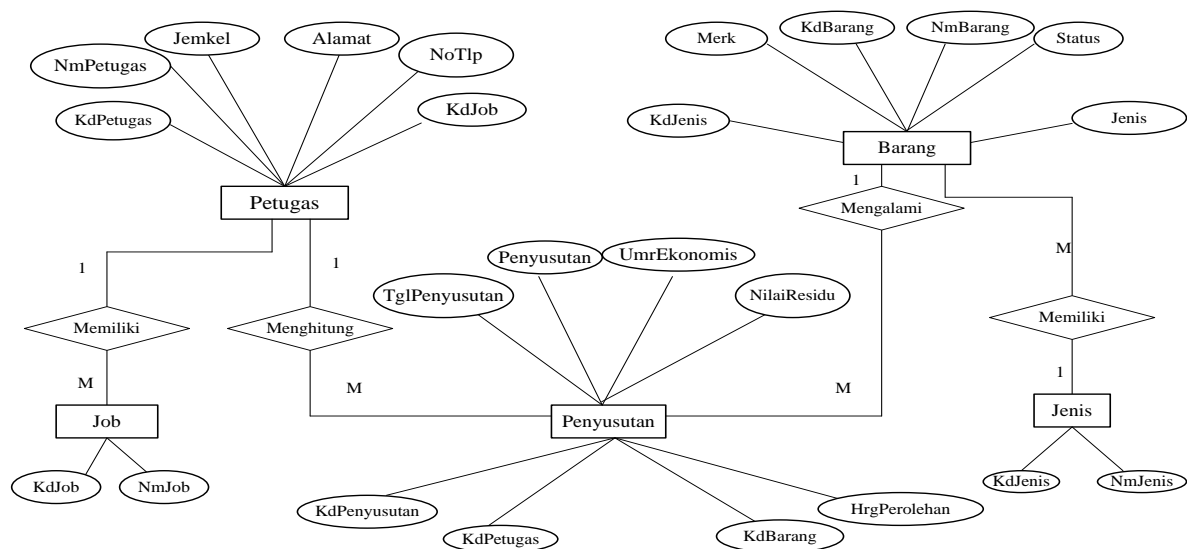 KdBarang
NmBarang
Merk
Status
Jemkel
Alamat
NoTlp
NmPetugas
KdPetugas
KdJob
KdJenis
Jenis
Barang
Petugas
1
Mengalami
Penyusutan
UmrEkonomis
M
1
1
TglPenyusutan
NilaiResidu
Memiliki
Menghitung
Memiliki
M
M
M
1
Job
Penyusutan
Jenis
KdJob
NmJob
KdJenis
NmJenis
KdPenyusutan
HrgPerolehan
KdPetugas
KdBarang